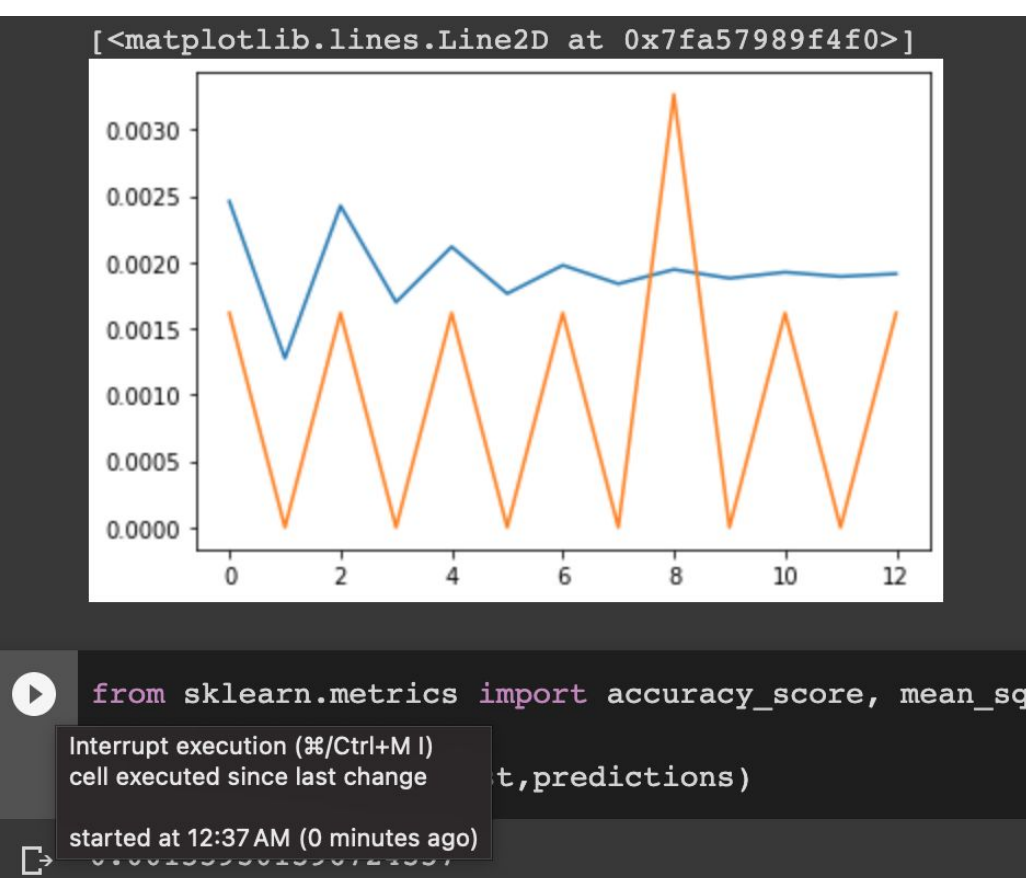 [<matplotlib.lines.Line2D at 0x7fa57989f4f0>]
0.0030
0.0025
0.0020
0.0015
0.0010
0.0005
0.0000
0 2 4 6 8 10 12
from sklearn.metrics import accuracy_score, mean_sq
Interrupt execution (⌘/Ctrl+M I)
cell executed since last change
t,predictions)
started at 12:37 AM (0 minutes ago)